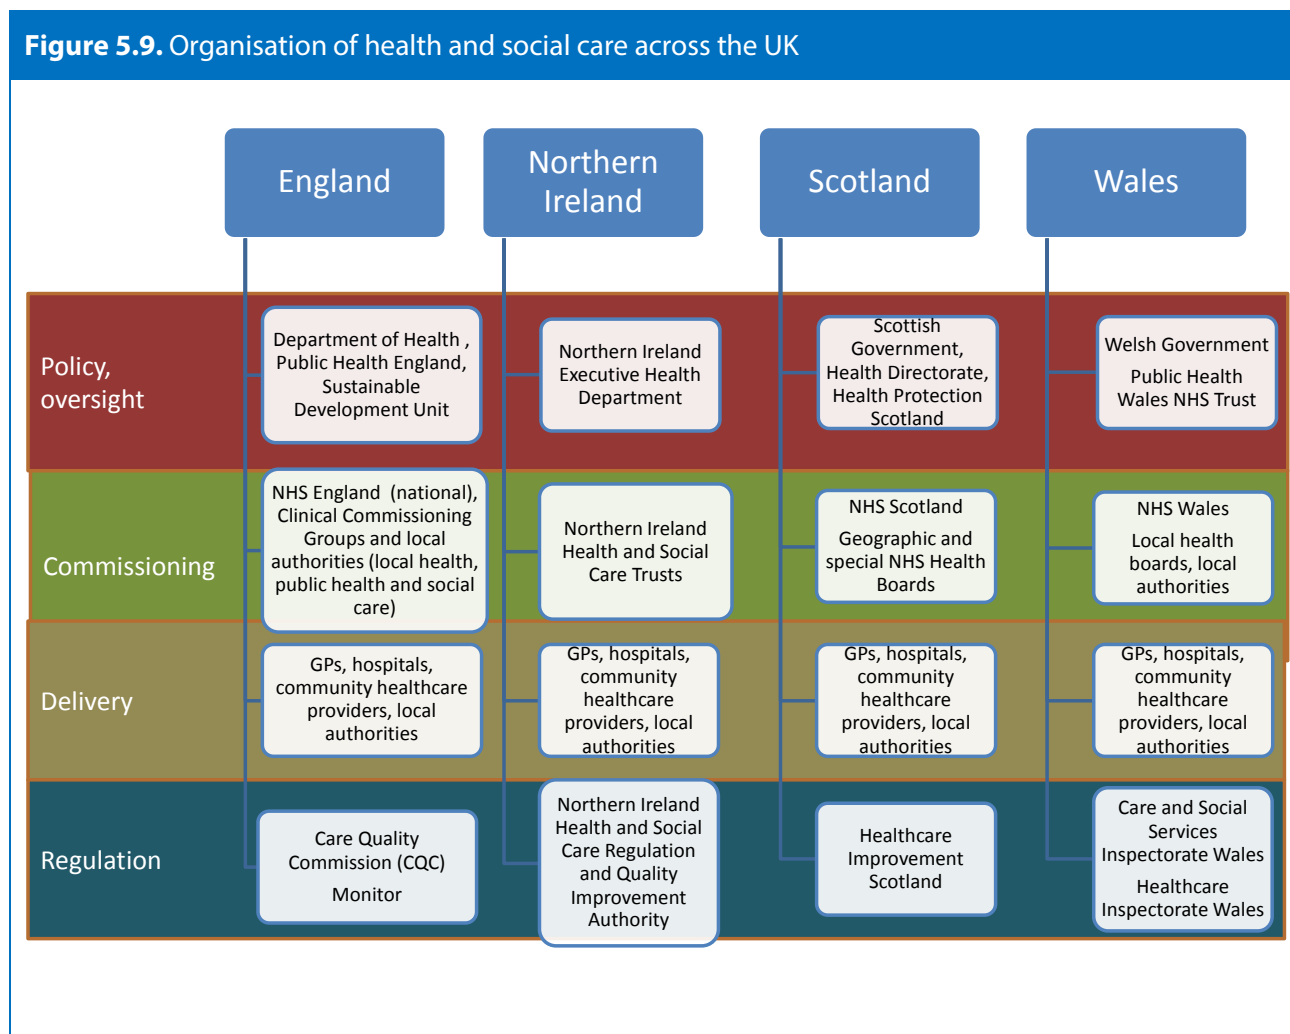 Figure 5.9. Organisation of health and social care across the UK
England
Northern
Ireland
Scotland
Wales
Policy,
oversight
Department of Health ,
Public Health England,
Sustainable
Development Unit
Northern Ireland
Executive Health
Department
Scottish
Government,
Health Directorate,
Health Protection
Scotland
Welsh Government
Public Health
Wales NHS Trust
Commissioning
NHS England (national),
Clinical Commissioning
Groups and local
authorities (local health,
public health and social
care)
Northern Ireland
Health and Social
Care Trusts
NHS Scotland
Geographic and
special NHS Health
Boards
NHS Wales
Local health
boards, local
authorities
Delivery
GPs, hospitals,
community healthcare
providers, local
authorities
GPs, hospitals,
community
healthcare
providers, local
authorities
GPs, hospitals,
community
healthcare
providers, local
authorities
GPs, hospitals,
community
healthcare
providers, local
authorities
Regulation
Care Quality
Commission (CQC)
Monitor
Northern Ireland
Health and Social
Care Regulation
and Quality
Improvement
Authority
Healthcare
Improvement
Scotland
Care and Social
Services
Inspectorate Wales
Healthcare
Inspectorate Wales